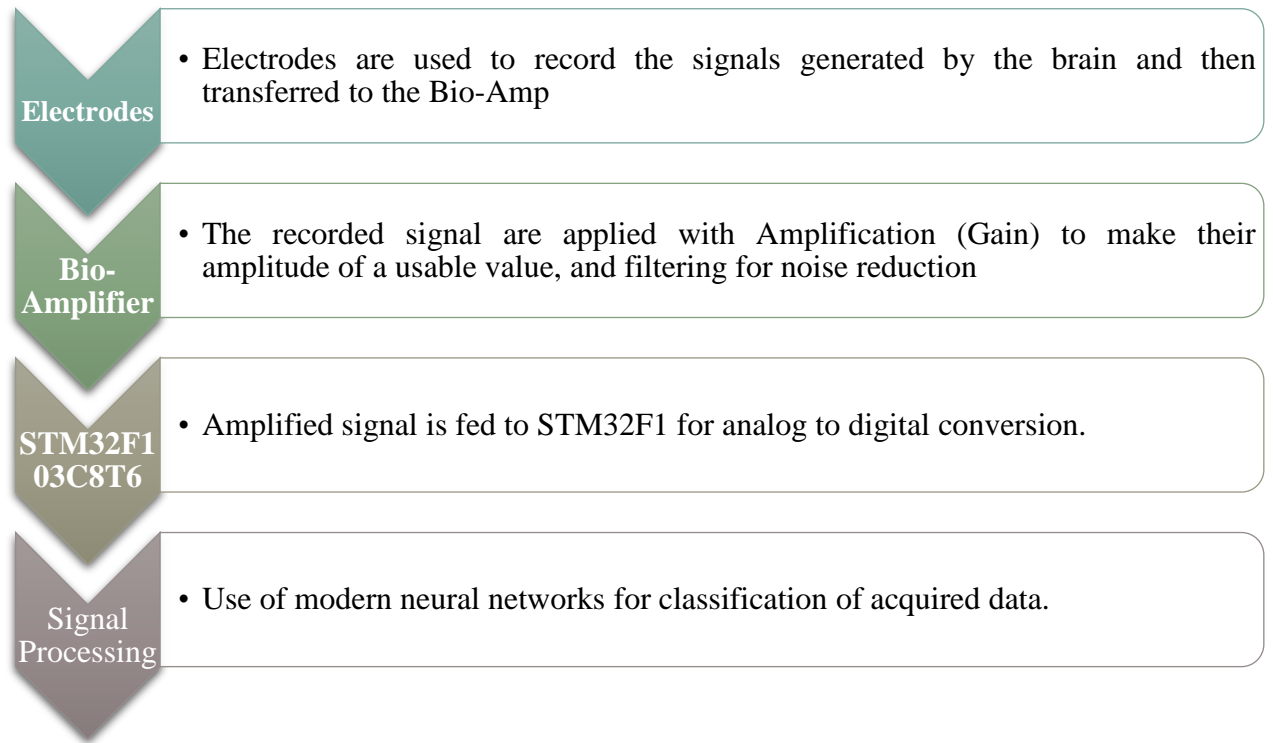 Electrodes
• Electrodes are used to record the signals generated by the brain and then
transferred to the Bio-Amp
Bio-
Amplifier
• The recorded signal are applied with Amplification (Gain) to make their
amplitude of a usable value, and filtering for noise reduction
STM32F1
03C8T6
• Amplified signal is fed to STM32F1 for analog to digital conversion.
Signal
Processing
• Use of modern neural networks for classification of acquired data.